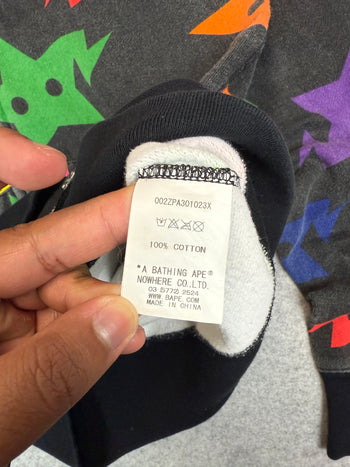 002ZPA301023X
100% COTTON
"A BATHING APE"
NOWHERE CO.,LTD.
03 (5772) 2524
WWW.BAPE.COM
MADE IN CHINA